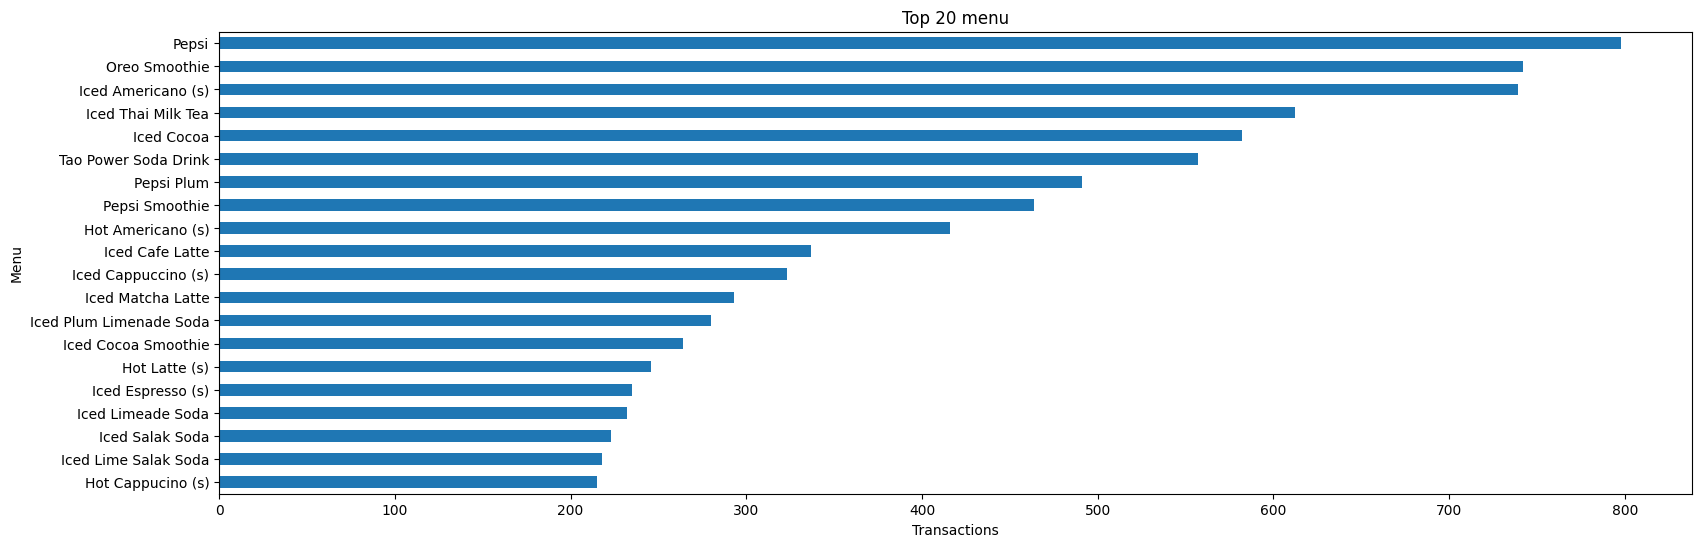 Top 20 menu
Menu
Pepsi
Oreo Smoothie
Iced Americano (s)
Iced Thai Milk Tea
Iced Cocoa
Tao Power Soda Drink
Pepsi Plum
Pepsi Smoothie
Hot Americano (s)
Iced Cafe Latte
Iced Cappuccino (s)
Iced Matcha Latte
Iced Plum Limenade Soda
Iced Cocoa Smoothie
Hot Latte (s)
Iced Espresso (s)
Iced Limeade Soda
Iced Salak Soda
Iced Lime Salak Soda
Hot Cappucino (s)
0 100 200 300 400 500 600 700 800
Transactions